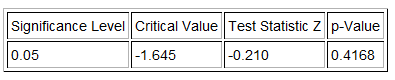 Significance Level Critical Value Test Statistic Z p-Value
0.05 -1.645 -0.210 0.4168